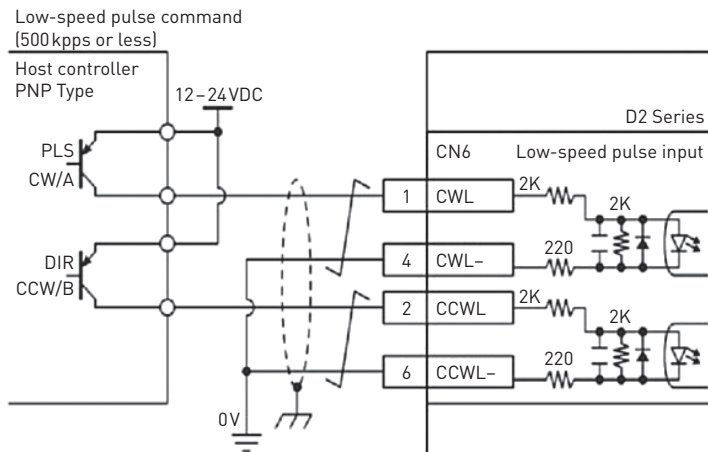 Low-speed pulse command
(500 kpps or less)
Host controller
PNP Type
12–24 VDC
D2 Series
PLS
CW/A
CN6
Low-speed pulse input
1
CWL
2K
2K
4
CWL–
220
DIR
CCW/B
2
CCWL
2K
2K
6
CCWL–
220
0V